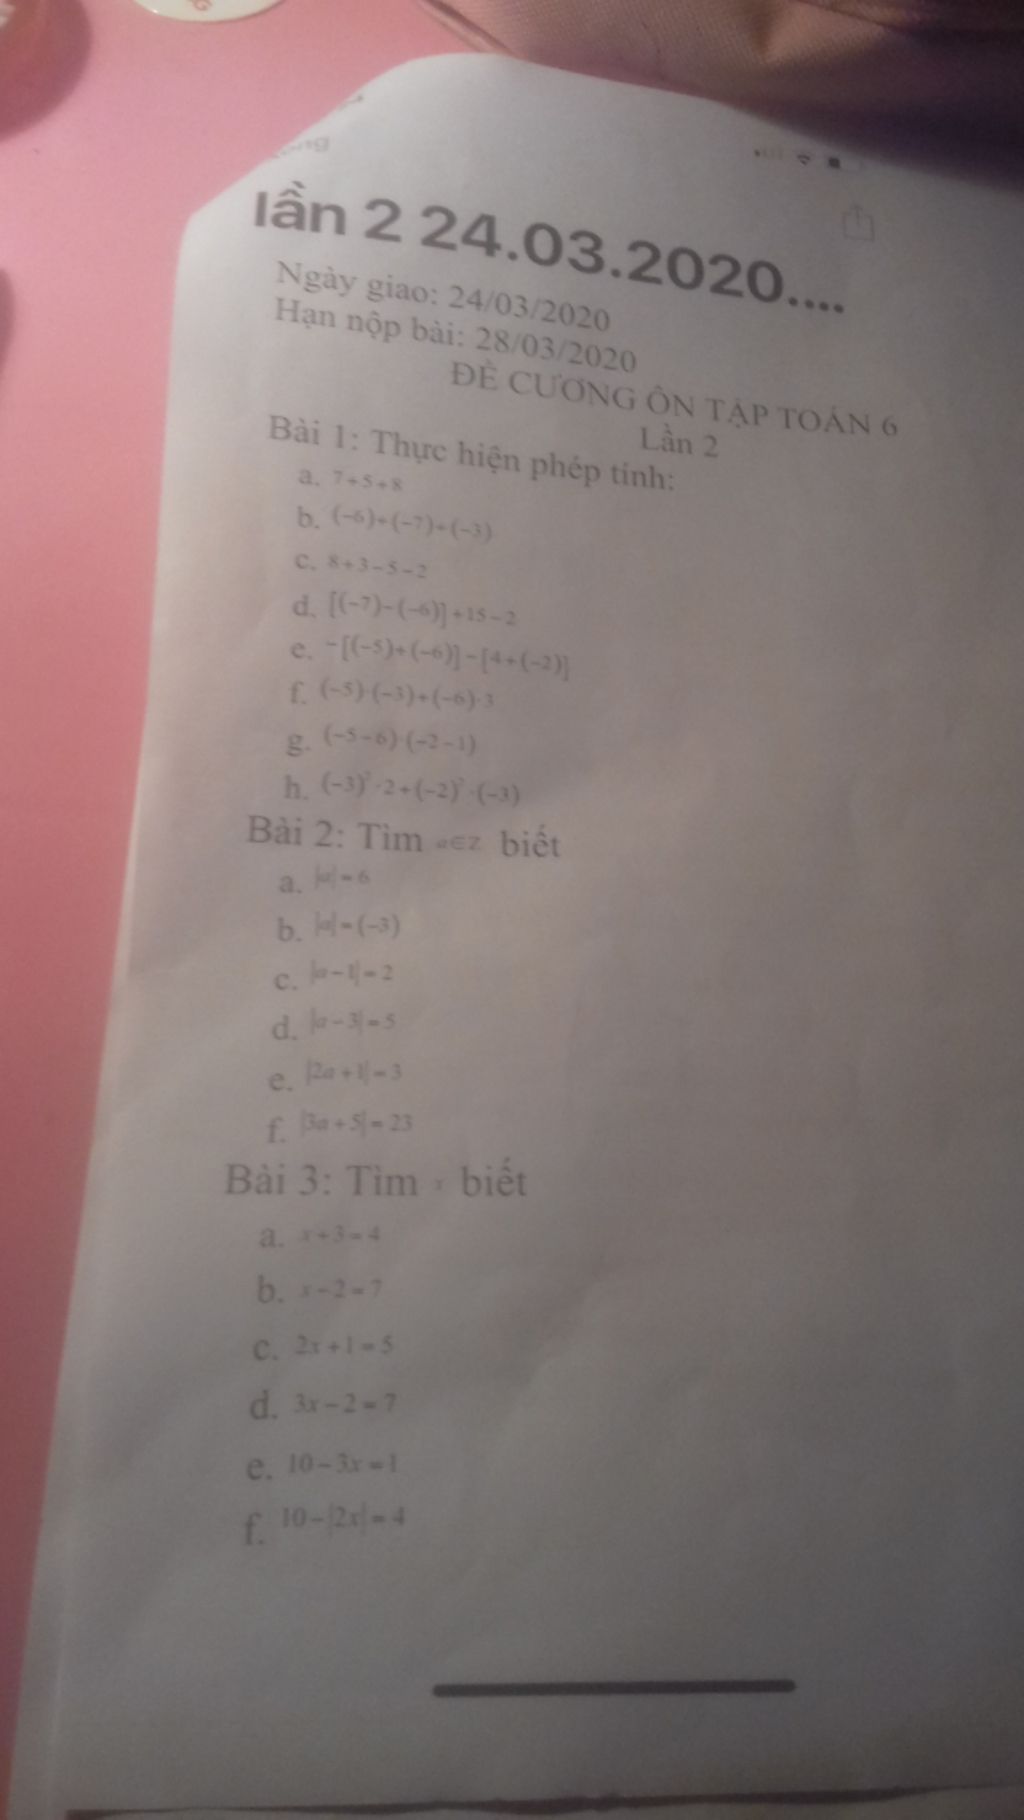 lần 2 24.03.2020....
Ngày giao: 24/03/2020
Hạn nộp bài: 28/03/2020
ĐỀ CƯƠNG ÔN TẬP TOÁN 6
Lần 2
Bài 1: Thực hiện phép tính:
a. 7+5+8
b. (-6)+(-7)+(-3)
c. 8+3-5-2
d. [(-7)-(-6)]+15-2
e. -[(-5)+(-6)]-[4+(-2)]
f. (-5)·(-3)+(-6)·3
g. (-5-6)·(-2-1)
h. (-3)²·2+(-2)²·(-3)
Bài 2: Tìm a∈Z biết
a. |a|=6
b. |a|=(-3)
c. |a-1|=2
d. |a-3|=5
e. |2a+1|=3
f. |3a+5|=23
Bài 3: Tìm x biết
a. x+3=4
b. x-2=7
c. 2x+1=5
d. 3x-2=7
e. 10-3x=1
f. 10-|2x|=4